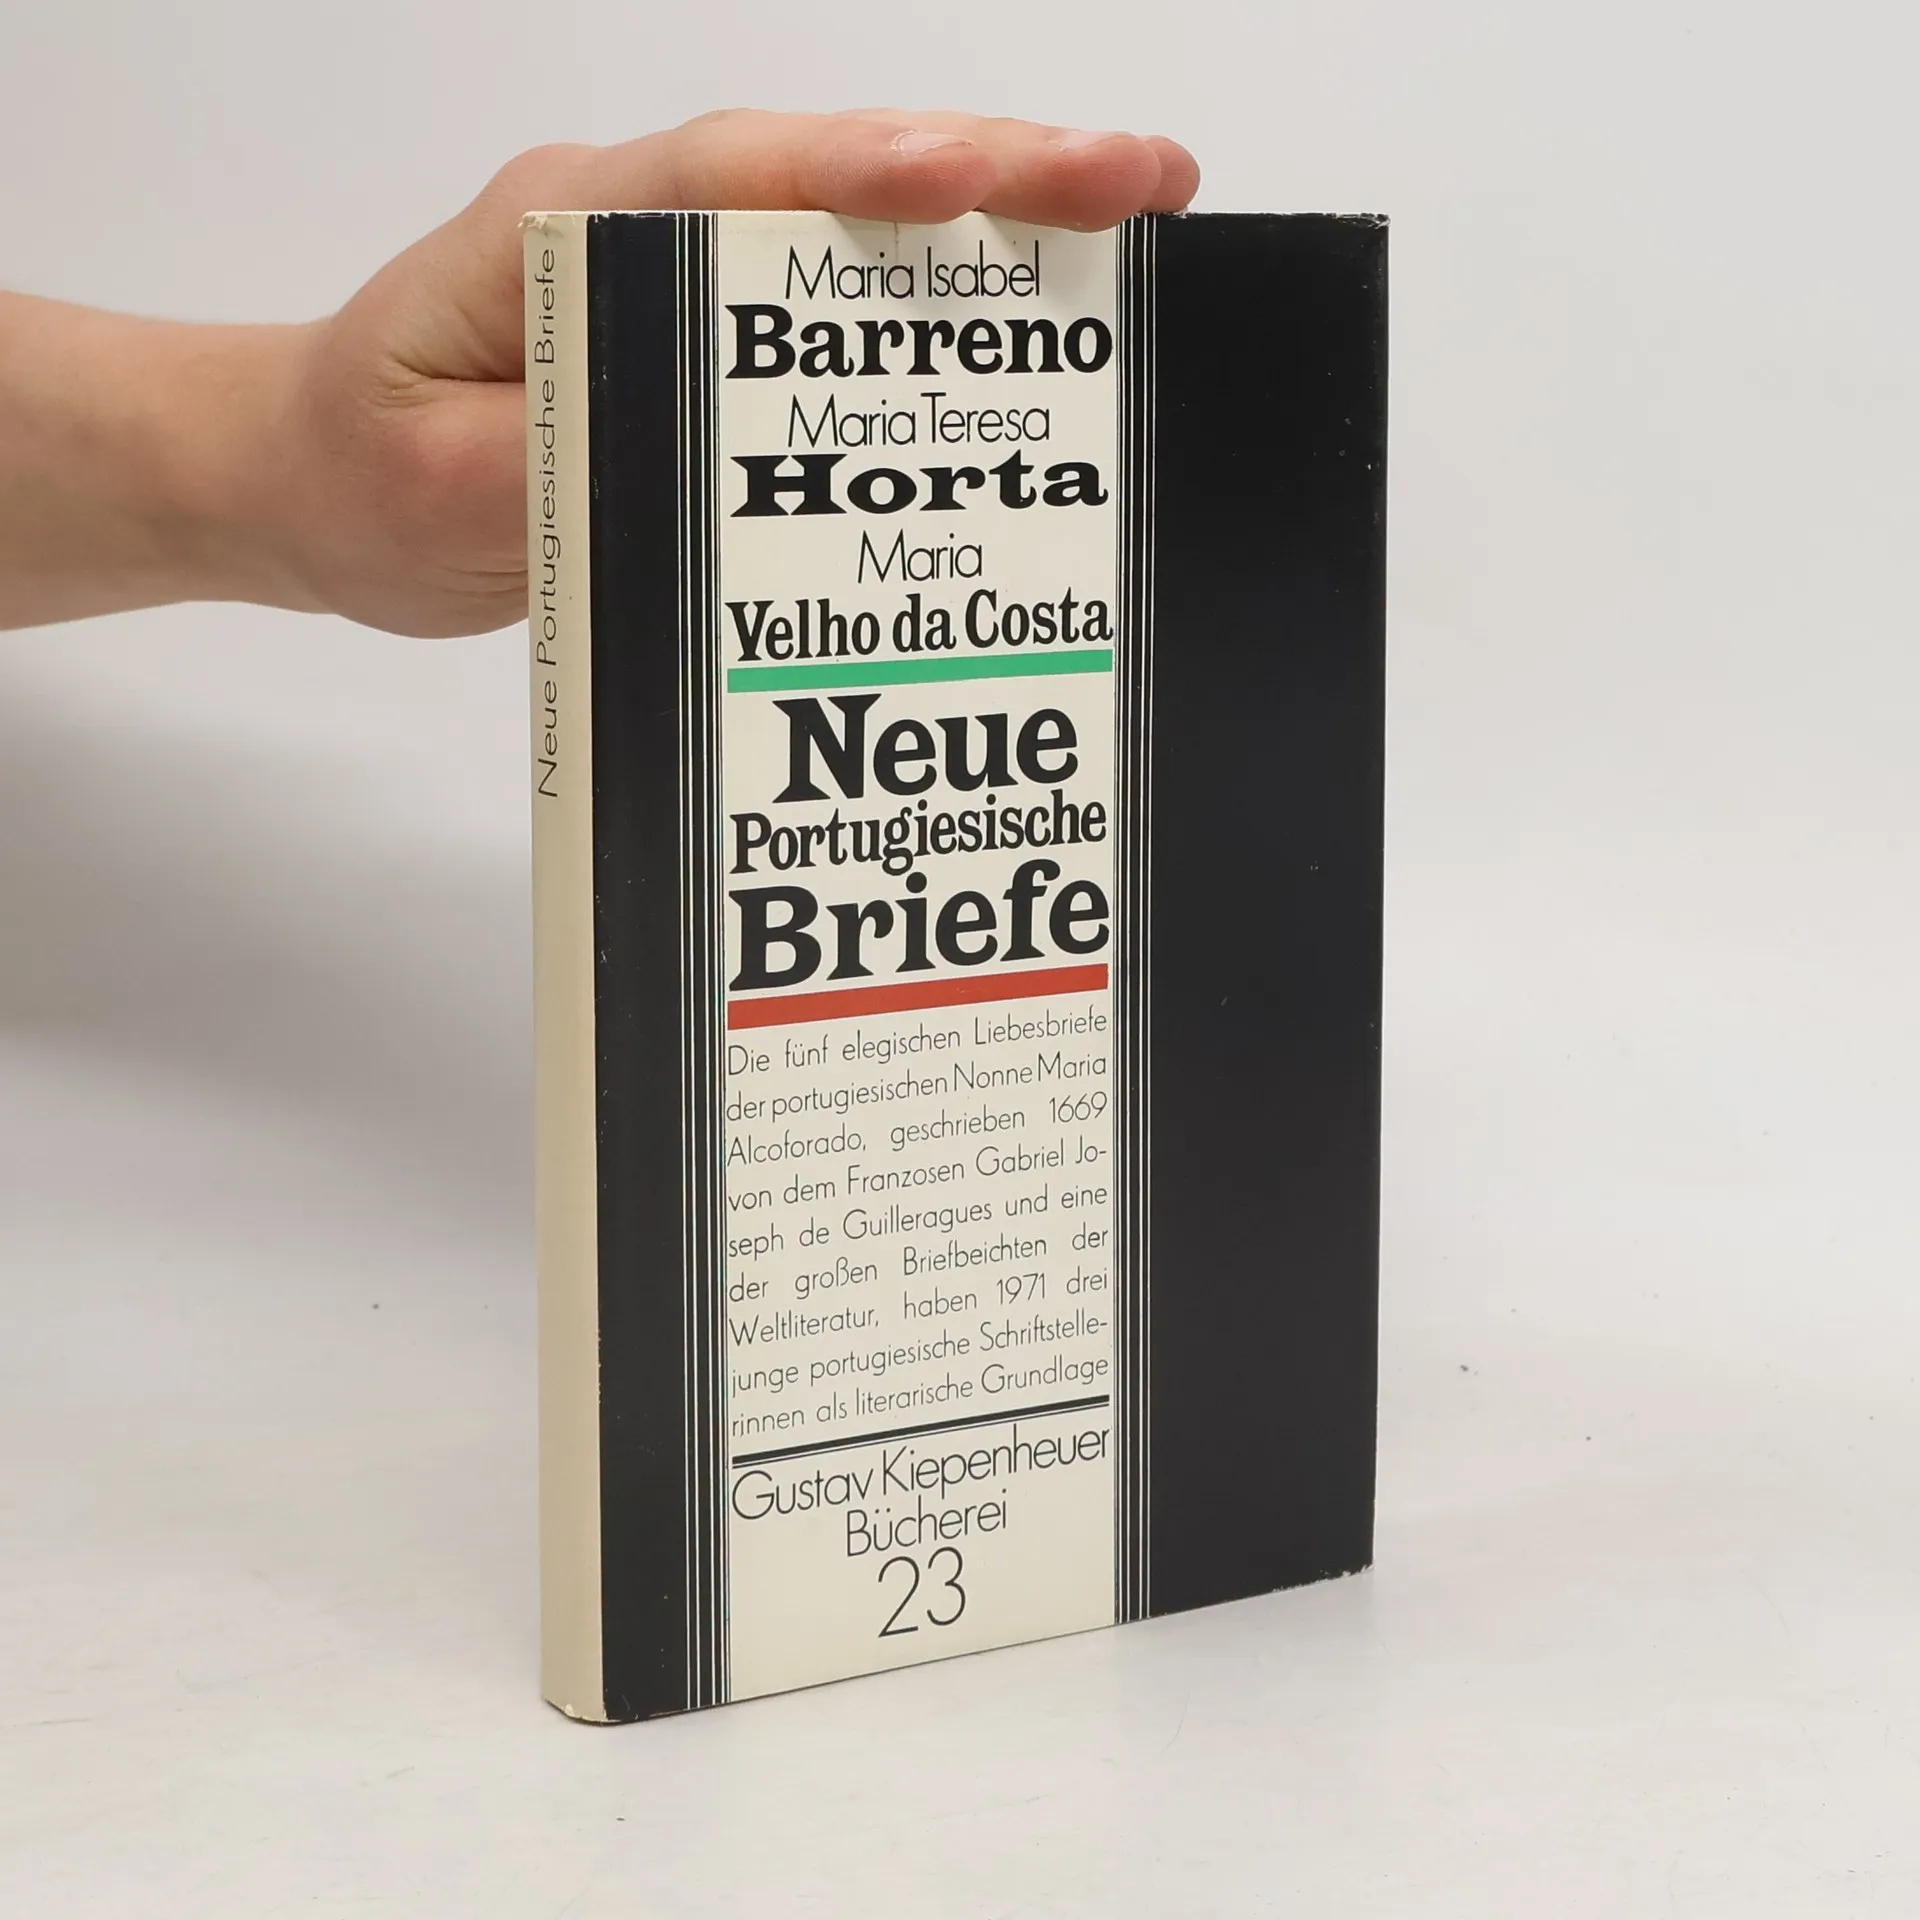 Neue Portugiesische Briefe
Maria Isabel
Barreno
Maria Teresa
Horta
Maria
Velho da Costa
Neue
Portugiesische
Briefe
Die fünf elegischen Liebesbriefe
der portugiesischen Nonne Maria
Alcoforado, geschrieben 1669
von dem Franzosen Gabriel Jo-
seph de Guilleragues und eine
der großen Briefbeichten der
Weltliteratur, haben 1971 drei
junge portugiesische Schriftstelle-
rinnen als literarische Grundlage
Gustav Kiepenheuer
Bücherei
23